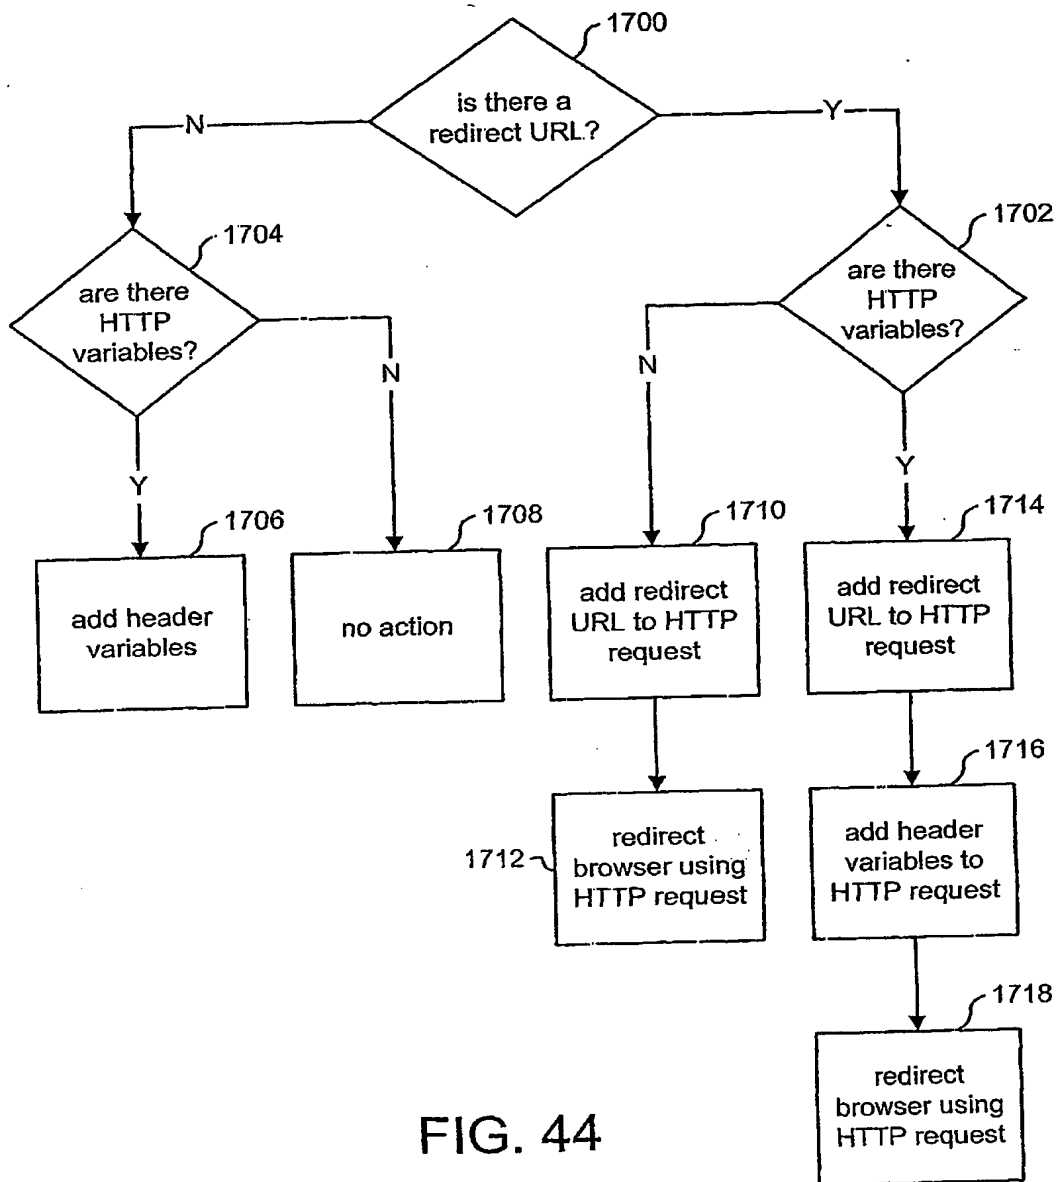 1700
is there a
redirect URL?
N
Y
1704
are there
HTTP
variables?
1702
are there
HTTP
variables?
N
N
Y
Y
1706
add header
variables
1708
no action
1710
add redirect
URL to HTTP
request
1714
add redirect
URL to HTTP
request
1712
redirect
browser using
HTTP request
1716
add header
variables to
HTTP request
1718
redirect
browser using
HTTP request
FIG. 44